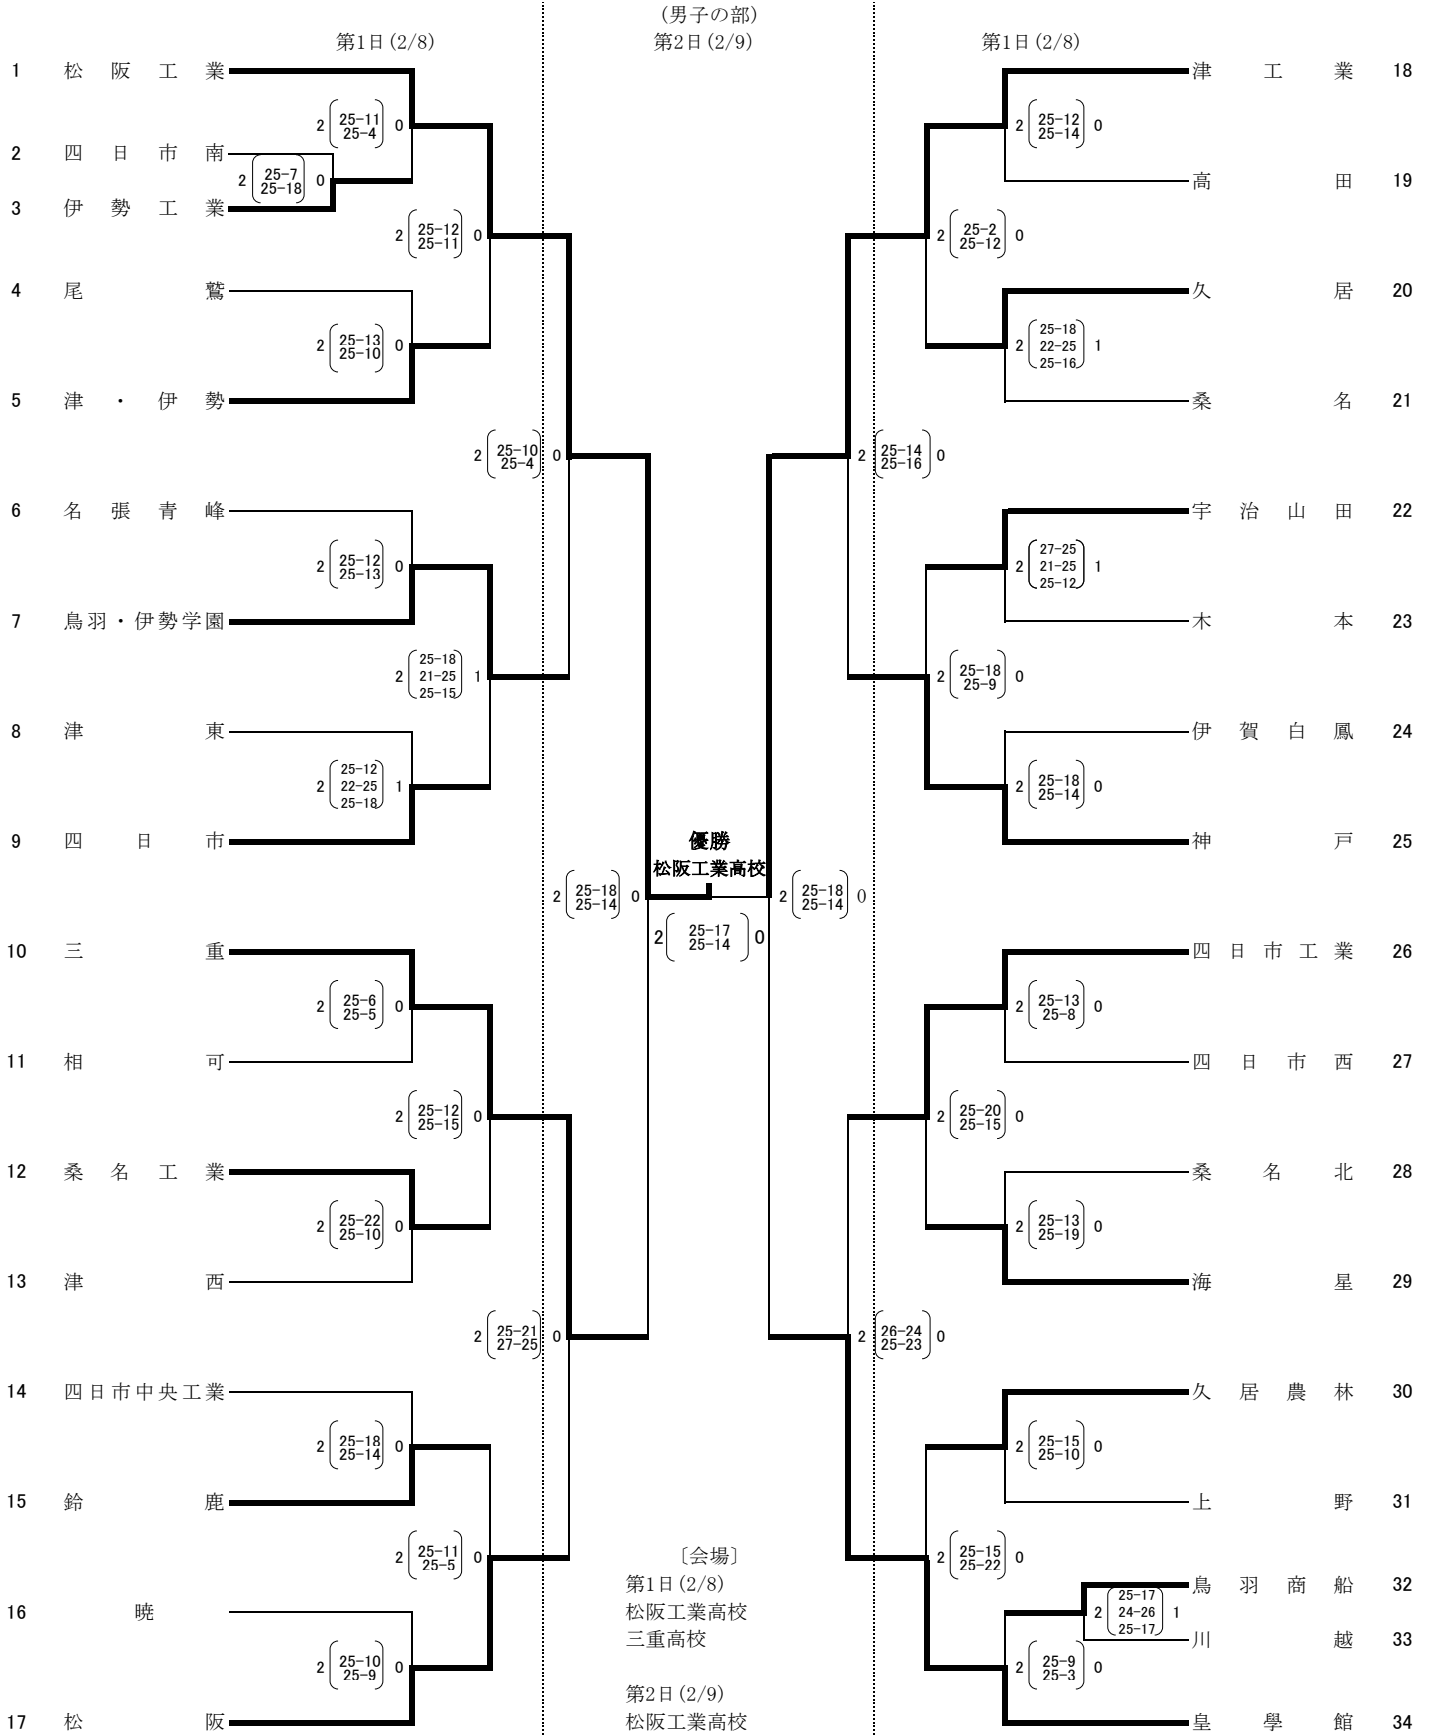 (男子の部)
第1日(2/8) 第2日(2/9) 第1日(2/8)
1 松阪工業
2 25-11 0
25-4
2 四日市南
2 25-7 0
25-18
3 伊勢工業
2 25-12 0
25-11
4 尾鷲
2 25-13 0
25-10
5 津・伊勢
2 25-10 0
25-4
6 名張青峰
2 25-12 0
25-13
7 鳥羽・伊勢学園
2 25-18 1
21-25
25-15
8 津東
2 25-12 1
22-25
25-18
9 四日市
2 25-18 0
25-14
10 三重
2 25-6 0
25-5
11 相可
2 25-12 0
25-15
12 桑名工業
2 25-22 0
25-10
13 津西
2 25-21 0
27-25
14 四日市中央工業
2 25-18 0
25-14
15 鈴鹿
2 25-11 0
25-5
16 暁
2 25-10 0
25-9
17 松阪
優勝
松阪工業高校
2 25-17 0
25-14
津工業 18
2 25-12 0
25-14
高田 19
2 25-2 0
25-12
久居 20
2 25-18 1
22-25
25-16
桑名 21
2 25-14 0
25-16
宇治山田 22
2 27-25 1
21-25
25-12
木本 23
2 25-18 0
25-9
伊賀白鳳 24
2 25-18 0
25-14
神戸 25
2 25-18 0
25-14
四日市工業 26
2 25-13 0
25-8
四日市西 27
2 25-20 0
25-15
桑名北 28
2 25-13 0
25-19
海星 29
2 26-24 0
25-23
久居農林 30
2 25-15 0
25-10
上野 31
2 25-15 0
25-22
鳥羽商船 32
2 25-17 1
24-26
25-17
川越 33
2 25-9 0
25-3
皇學館 34
〔会場〕
第1日(2/8)
松阪工業高校
三重高校
第2日(2/9)
松阪工業高校